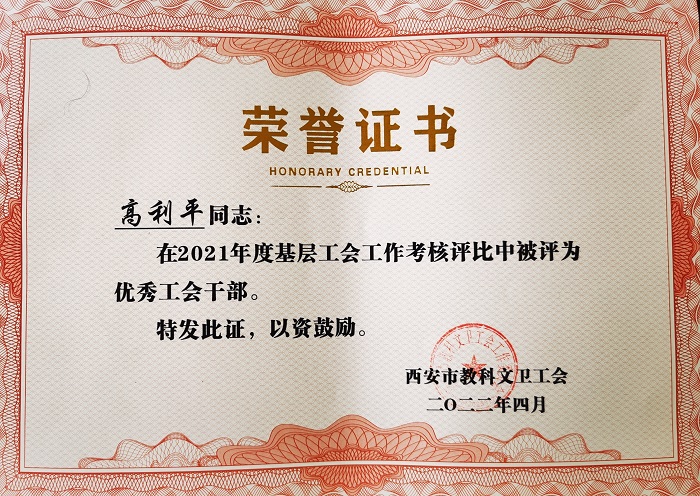 荣誉证书
HONORARY CREDENTIAL
高利平同志：
在2021年度基层工会工作考核评比中被评为
优秀工会干部。
特发此证，以资鼓励。
西安市教科文卫工会
二〇二二年四月